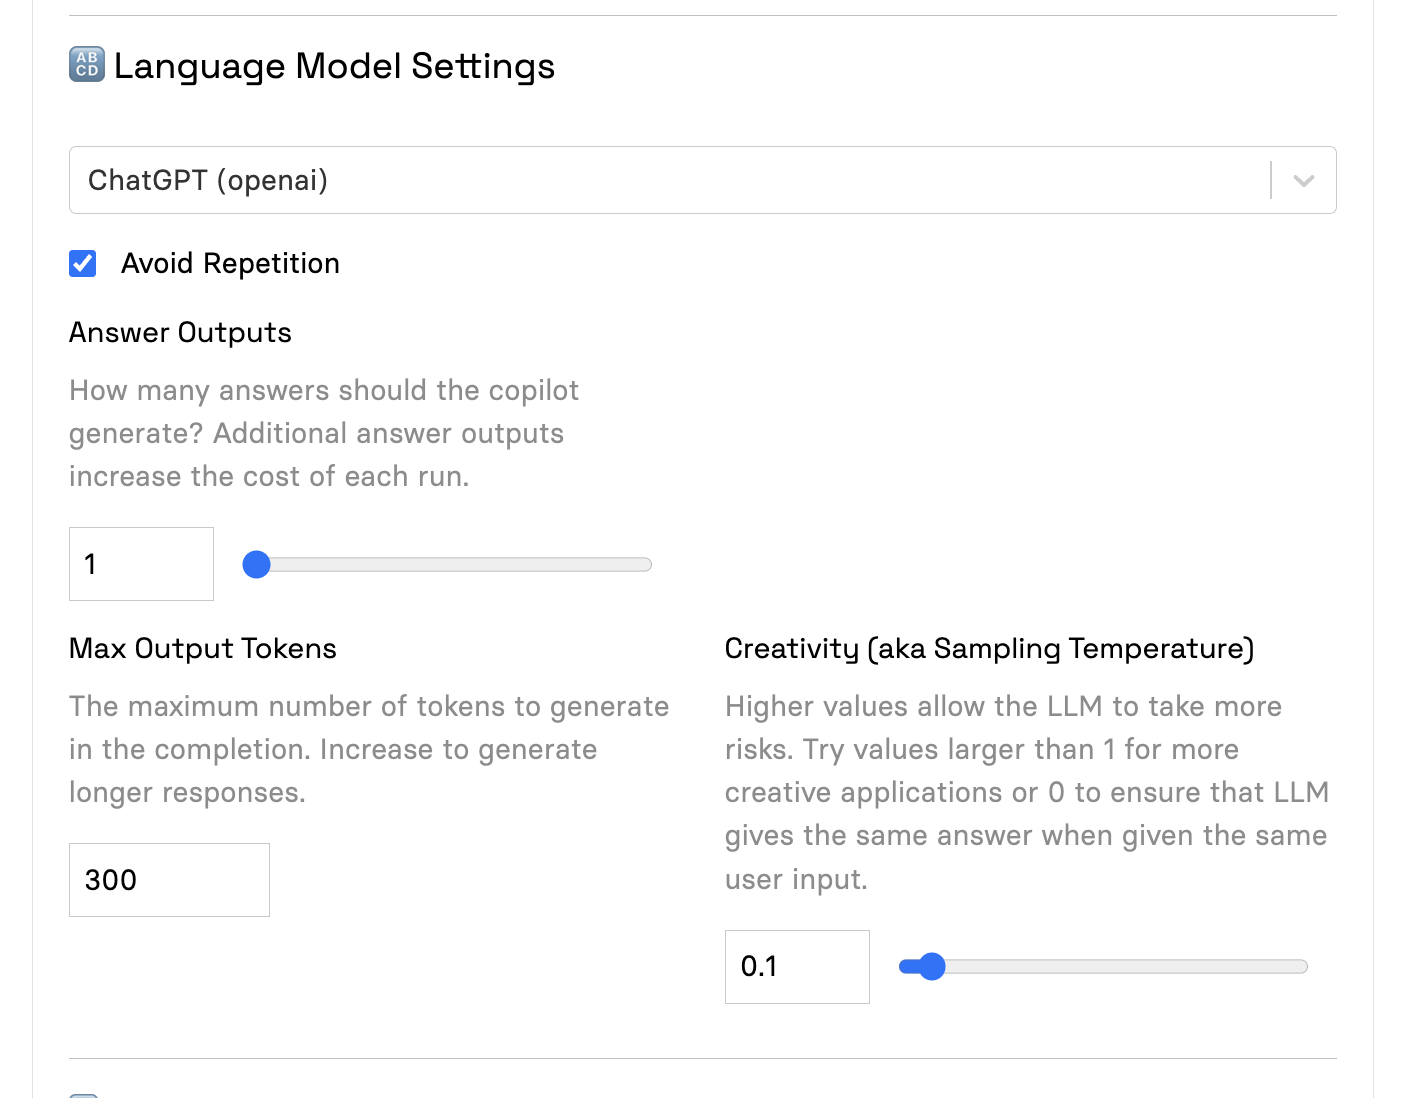 Language Model Settings
ChatGPT (openai)
Avoid Repetition
Answer Outputs
How many answers should the copilot
generate? Additional answer outputs
increase the cost of each run.
1
Max Output Tokens
The maximum number of tokens to generate
in the completion. Increase to generate
longer responses.
300
Creativity (aka Sampling Temperature)
Higher values allow the LLM to take more
risks. Try values larger than 1 for more
creative applications or 0 to ensure that LLM
gives the same answer when given the same
user input.
0.1